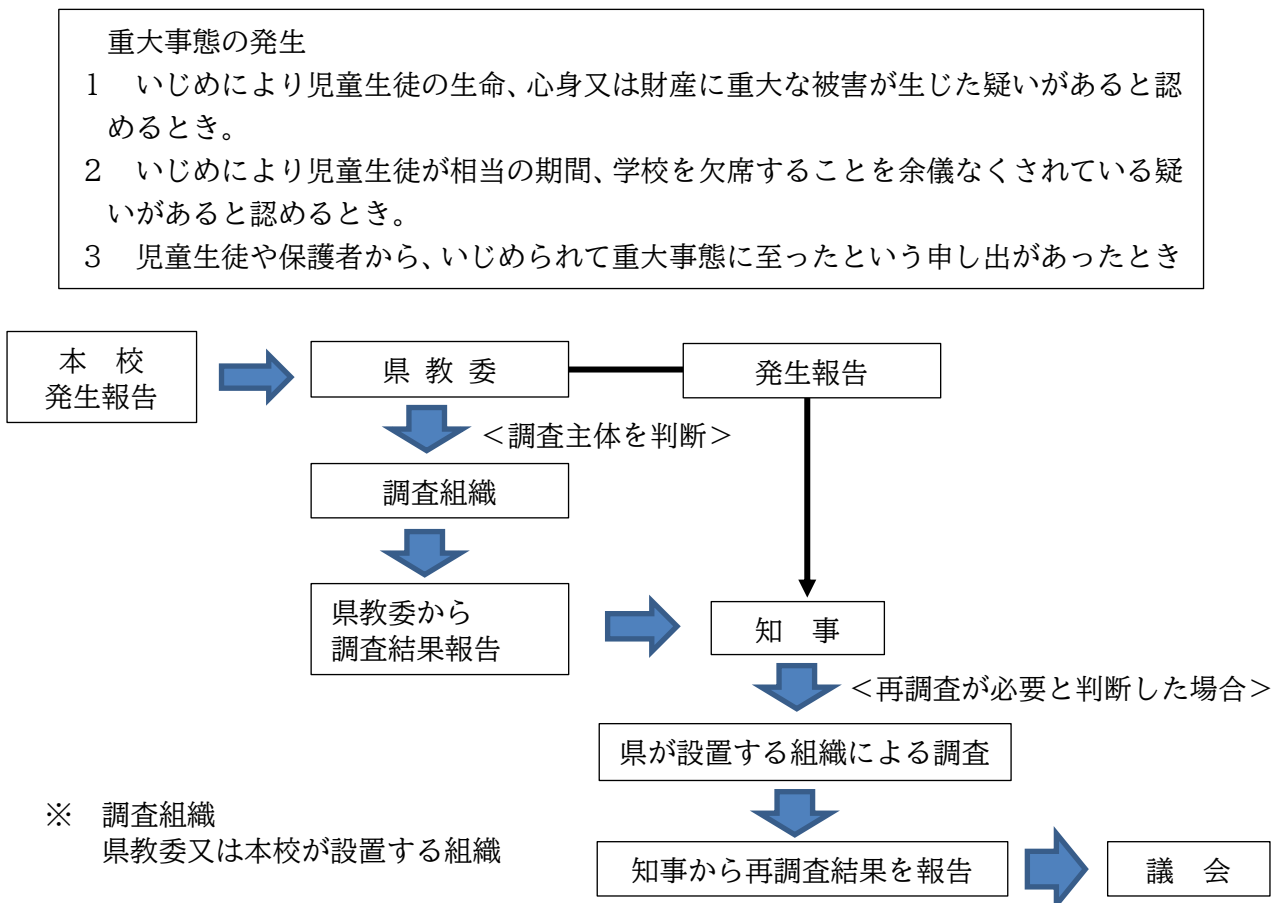 重大事態の発生
1　いじめにより児童生徒の生命、心身又は財産に重大な被害が生じた疑いがあると認
めるとき。
2　いじめにより児童生徒が相当の期間、学校を欠席することを余儀なくされている疑
いがあると認めるとき。
3　児童生徒や保護者から、いじめられて重大事態に至ったという申し出があったとき
本　校
発生報告
県 教 委
発生報告
＜調査主体を判断＞
調査組織
県教委から
調査結果報告
知　事
＜再調査が必要と判断した場合＞
県が設置する組織による調査
※　調査組織
県教委又は本校が設置する組織
知事から再調査結果を報告
議　会